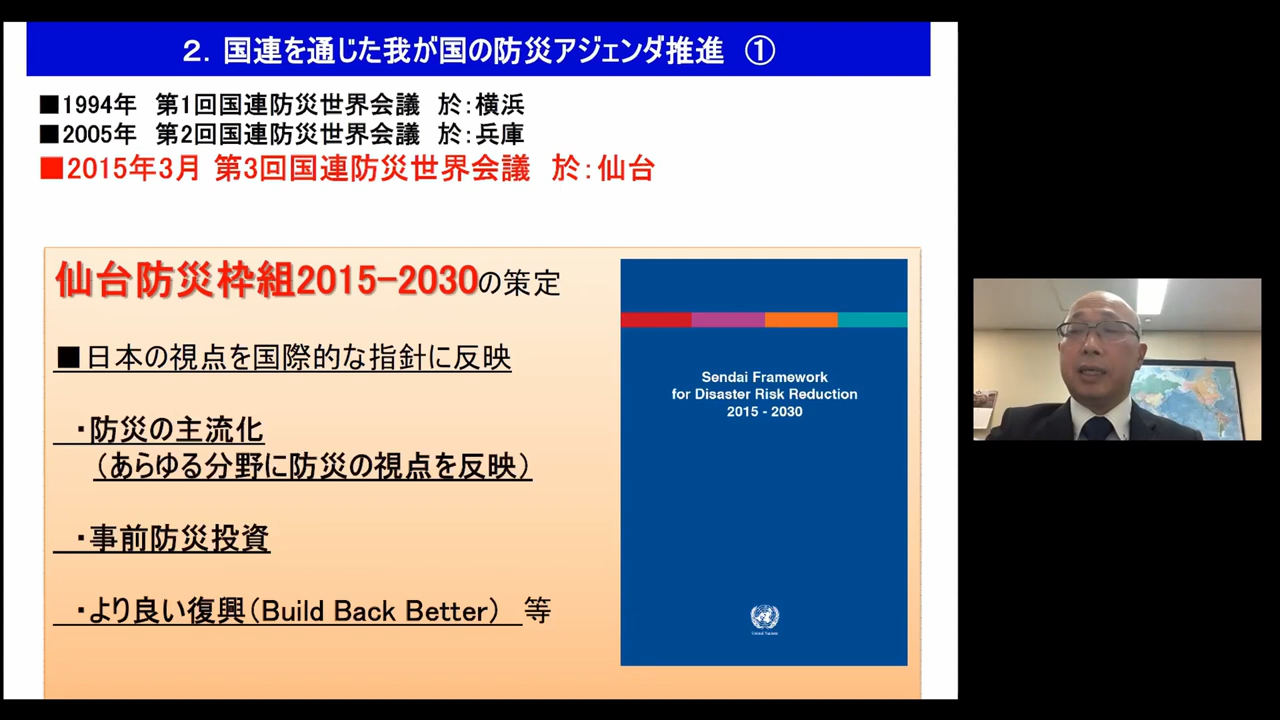 ２．国連を通じた我が国の防災アジェンダ推進　①
■1994年　第1回国連防災世界会議　於：横浜
■2005年　第2回国連防災世界会議　於：兵庫
■2015年3月 第3回国連防災世界会議　於：仙台
仙台防災枠組2015-2030の策定
■日本の視点を国際的な指針に反映
・防災の主流化
（あらゆる分野に防災の視点を反映）
・事前防災投資
・より良い復興（Build Back Better）　等
Sendai Framework
for Disaster Risk Reduction
2015 - 2030
United Nations